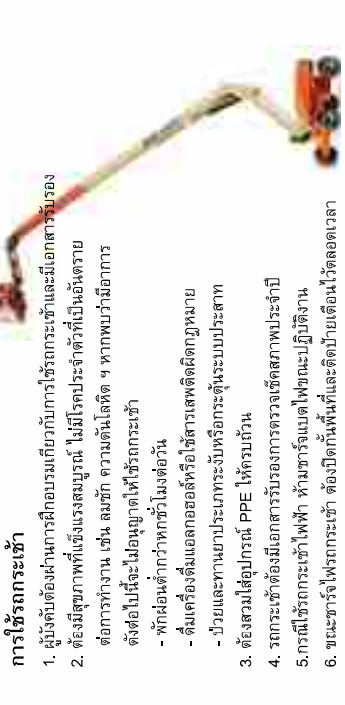 การใช้รถกระเช้า
1. ผู้บังคับต้องผ่านการฝึกอบรมเกี่ยวกับการใช้รถกระเช้าและมีเอกสารรับรอง
2. ต้องมีสุขภาพที่แข็งแรงสมบูรณ์ ไม่มีโรคประจำตัวที่เป็นอันตราย
ต่อการทำงาน เช่น ลมชัก ความดันโลหิต ฯ หากพบว่ามีอาการ
ดังต่อไปนี้จะไม่อนุญาตให้ใช้รถกระเช้า
- พักผ่อนต่ำกว่าหกชั่วโมงต่อวัน
- ดื่มเครื่องดื่มแอลกอฮอล์หรือใช้สารเสพติดผิดกฎหมาย
- ป่วยและทานยาประเภทระงับหรือกระตุ้นระบบประสาท
3. ต้องสวมใส่อุปกรณ์ PPE ให้ครบถ้วน
4. รถกระเช้าต้องมีเอกสารรับรองการตรวจเช็คสภาพประจำปี
5.กรณีใช้รถกระเช้าไฟฟ้า ห้ามชาร์จแบตไฟขณะปฏิบัติงาน
6. ขณะชาร์จไฟรถกระเช้า ต้องปิดกั้นพื้นที่และติดป้ายเตือนไว้ตลอดเวลา